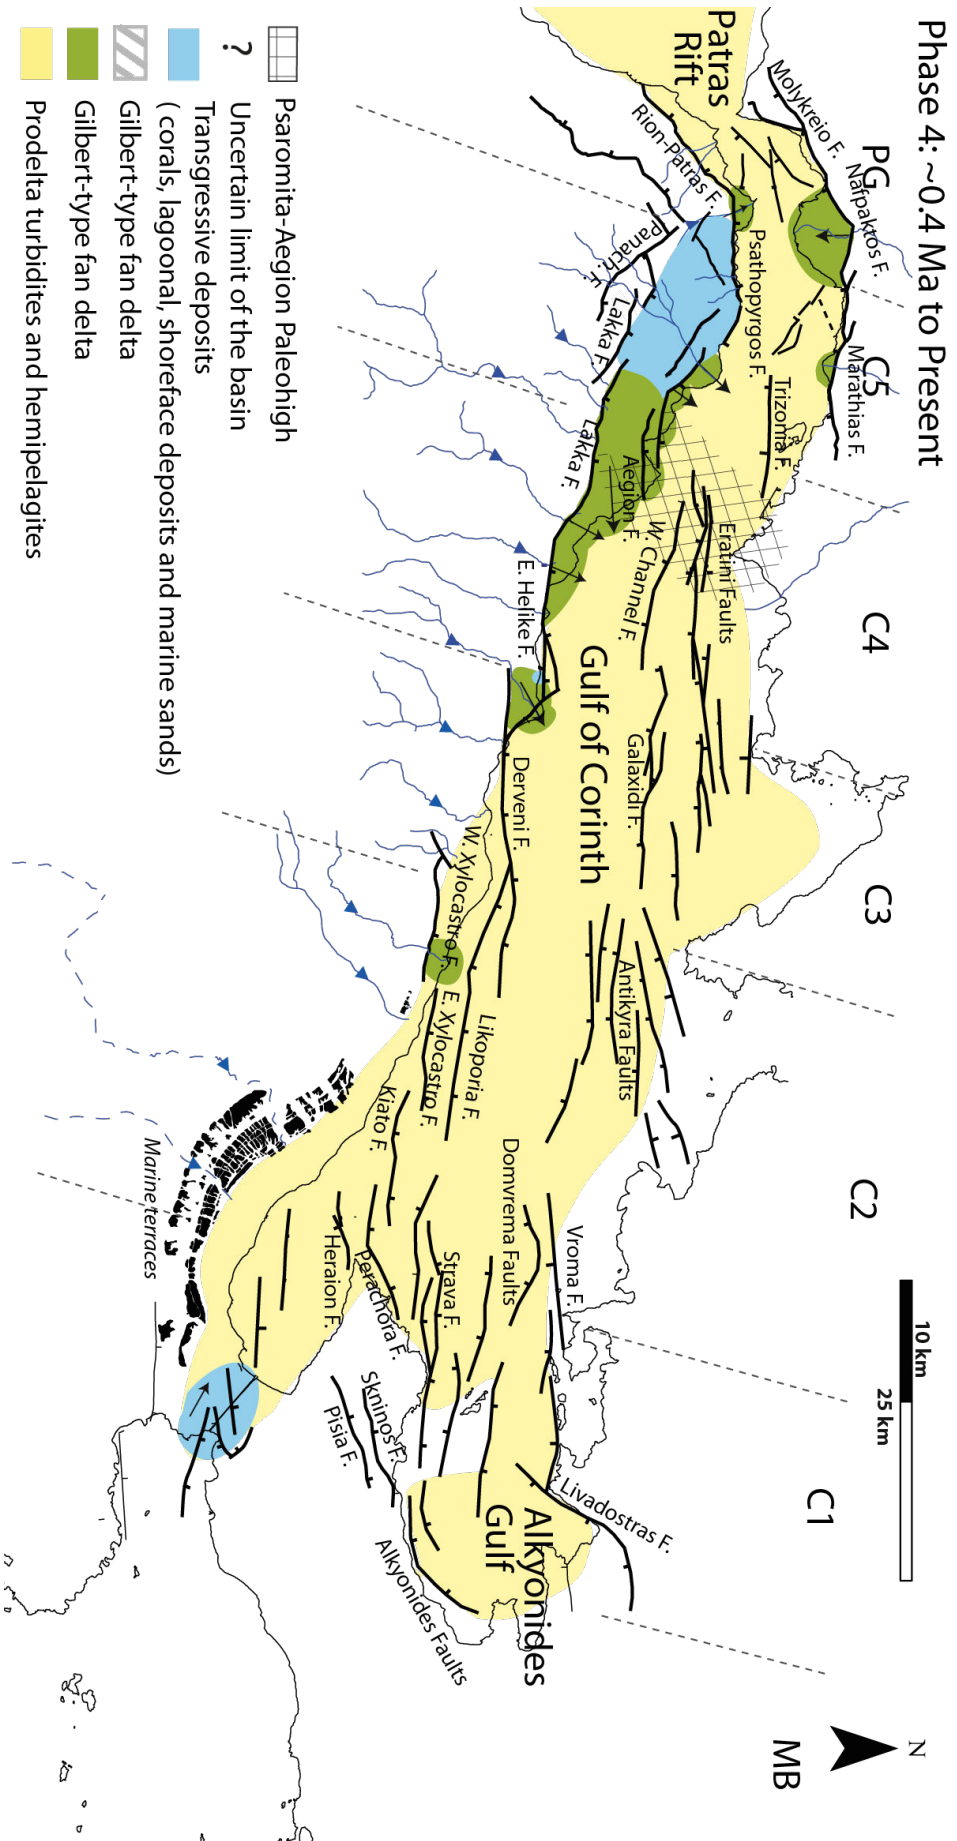 Phase 4: ~0.4 Ma to Present
PG
C5
C4
C3
C2
C1
MB
N
10 km
25 km
Patras
Rift
Molykreio F.
Nafpaktos F.
Marathias F.
Rion-Patras F.
Psathopyrgos F.
Trizonia F.
Panach. F.
Lakka F.
Lakka F.
Aegion F.
W. Channel F.
Eratini Faults
E. Helike F.
Gulf of Corinth
Galaxidi F.
Derveni F.
W. Xylocastro F.
E. Xylocastro F.
Likoporia F.
Antikyra Faults
Kiato F.
Domvrema Faults
Vroma F.
Heraion F.
Perachora F.
Strava F.
Skninos F.
Pisia F.
Livadostras F.
Alkyonides
Gulf
Alkyonides Faults
Marine terraces
Psaromita-Aegion Paleohigh
?
Uncertain limit of the basin
Transgressive deposits
( corals, lagoonal, shoreface deposits and marine sands)
Gilbert-type fan delta
Gilbert-type fan delta
Prodelta turbidites and hemipelagites